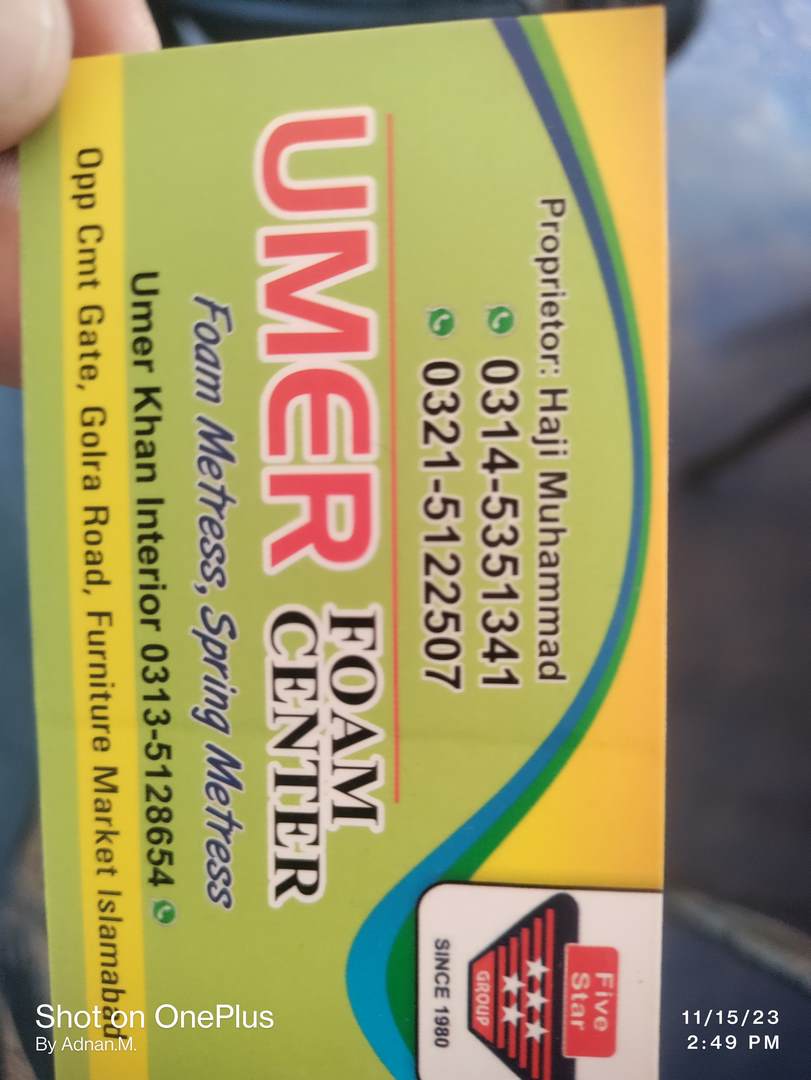 Five
Star
GROUP
SINCE 1980
Proprietor: Haji Muhammad
0314-5351341
0321-5122507
UMER FOAM
CENTER
Foam Metress, Spring Metress
Umer Khan Interior 0313-5128654
Opp Cmt Gate, Golra Road, Furniture Market Islamabad
Shot on OnePlus
By Adnan.M.
11/15/23
2:49 PM